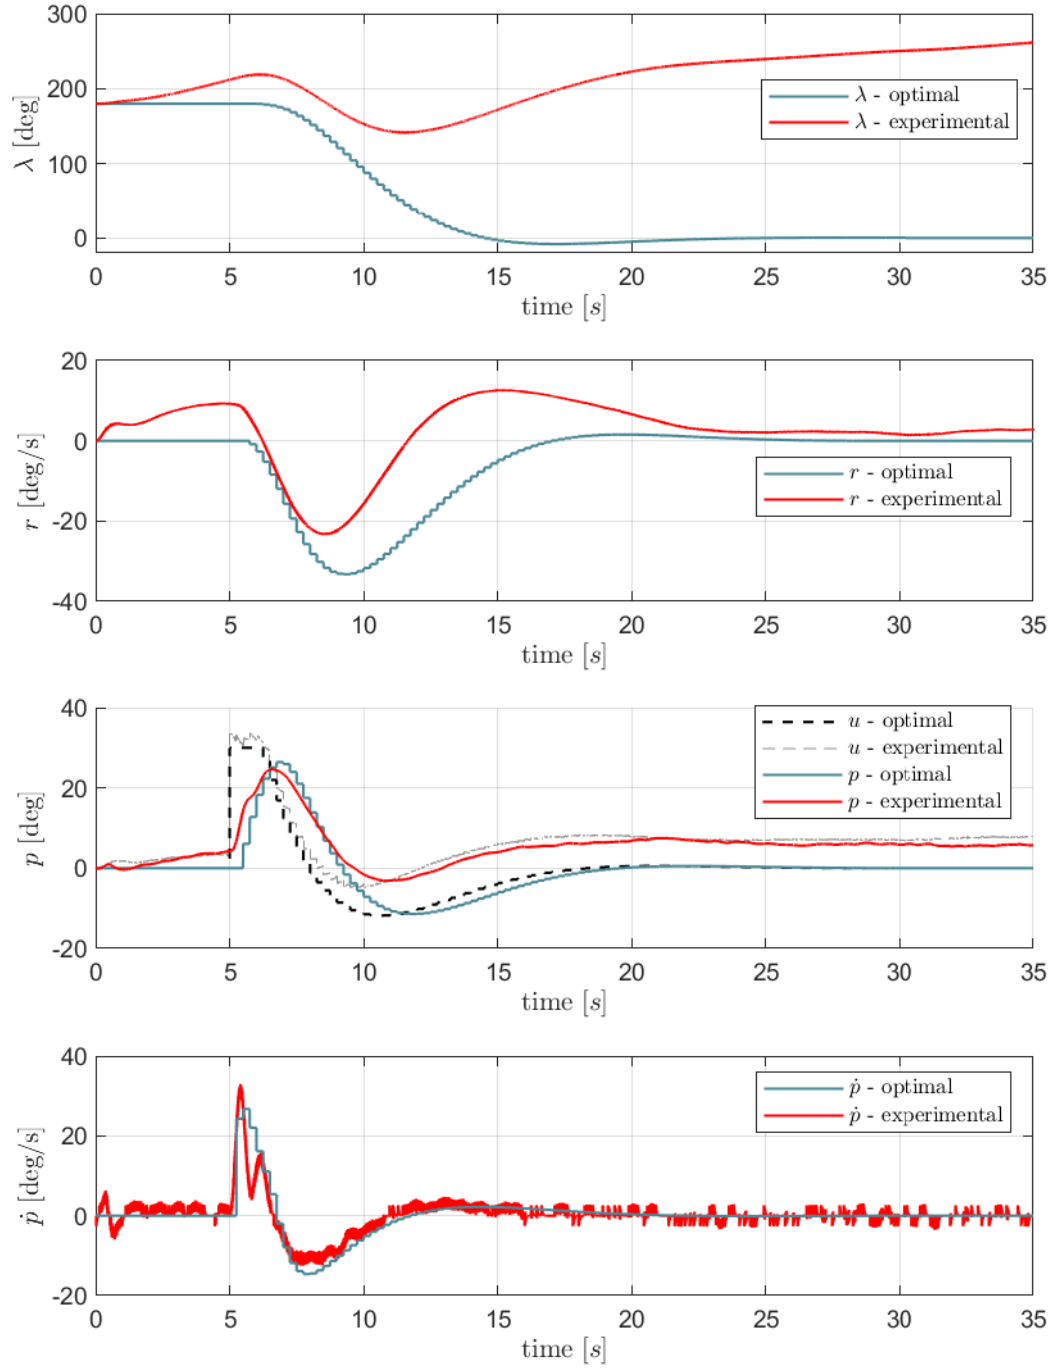 300
200
100
0
λ [deg]
λ - optimal
λ - experimental
0 5 10 15 20 25 30 35
time [s]
20
0
-20
-40
r [deg/s]
r - optimal
r - experimental
0 5 10 15 20 25 30 35
time [s]
40
20
0
-20
p [deg]
u - optimal
u - experimental
p - optimal
p - experimental
0 5 10 15 20 25 30 35
time [s]
40
20
0
-20
ṗ [deg/s]
ṗ - optimal
ṗ - experimental
0 5 10 15 20 25 30 35
time [s]